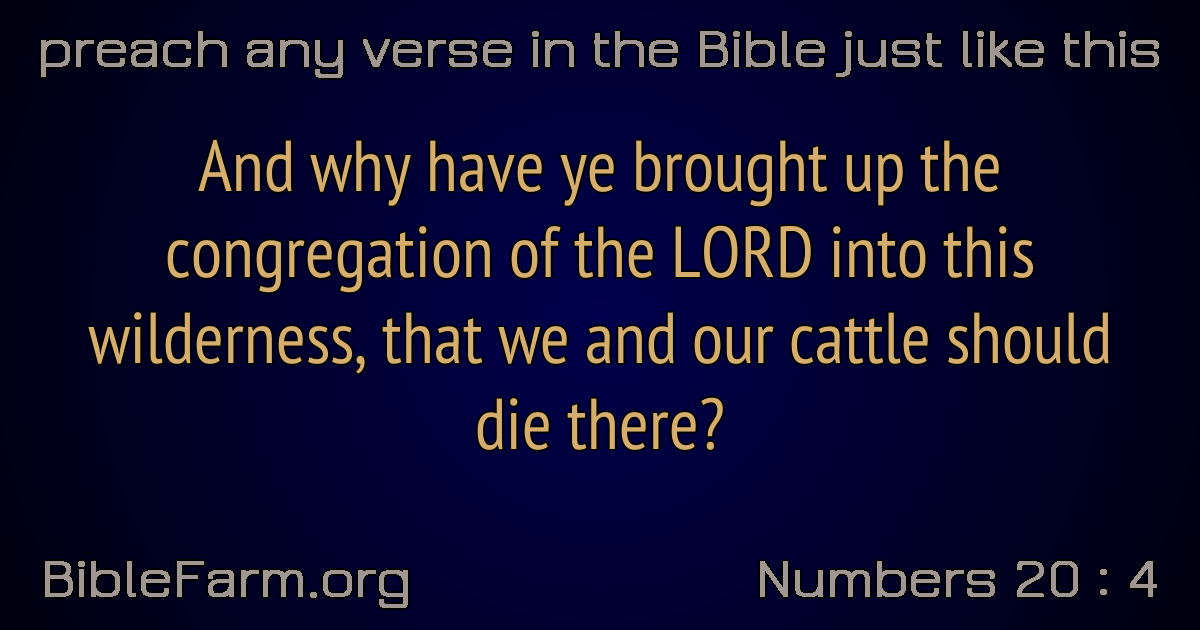 preach any verse in the Bible just like this
And why have ye brought up the
congregation of the LORD into this
wilderness, that we and our cattle should
die there?
BibleFarm.org
Numbers 20 : 4